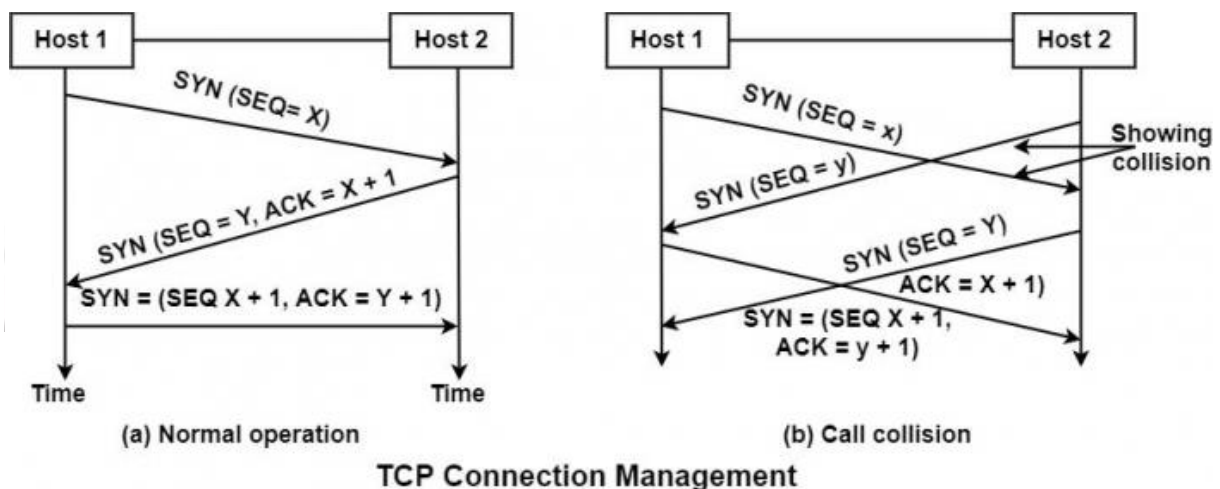 Host 1
Host 2
SYN (SEQ= X)
SYN (SEQ = Y, ACK = X + 1
SYN = (SEQ X + 1, ACK = Y + 1)
Time
Time
(a) Normal operation
Host 1
Host 2
SYN (SEQ = x)
Showing
collision
SYN (SEQ = y)
SYN (SEQ = Y)
ACK = X + 1)
SYN = (SEQ X + 1,
ACK = y + 1)
(b) Call collision
TCP Connection Management